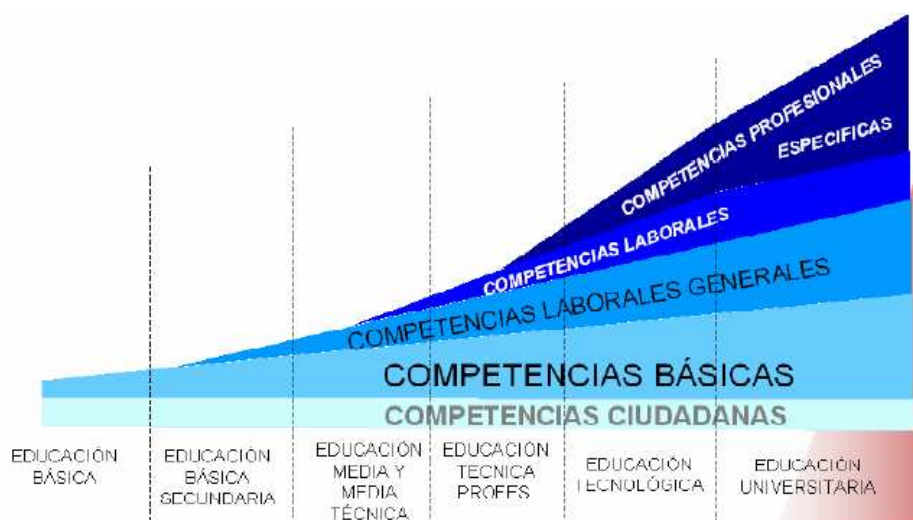 COMPETENCIAS PROFESIONALES
ESPECIFICAS
COMPETENCIAS LABORALES
COMPETENCIAS LABORALES GENERALES
COMPETENCIAS BÁSICAS
COMPETENCIAS CIUDADANAS
EDUCACIÓN
BÁSICA
EDUCACIÓN
BÁSICA
SECUNDARIA
EDUCACIÓN
MEDIA Y
MEDIA
TÉCNICA
EDUCACIÓN
TECNICA
PROFES
EDUCACIÓN
TECNOLÓGICA
EDUCACIÓN
UNIVERSITARIA